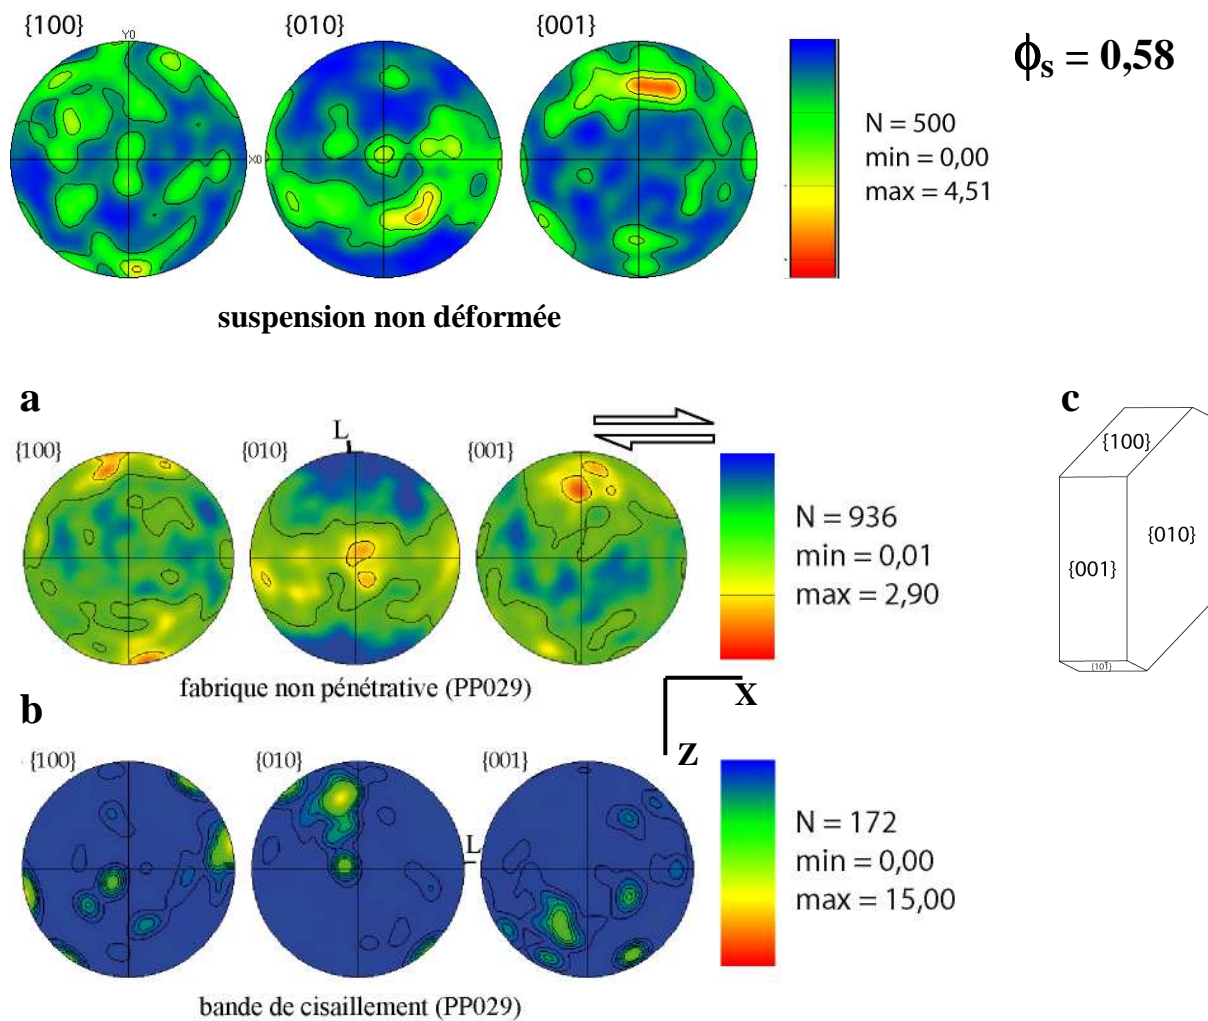 {100}
{010}
{001}
Y0
X0
ϕs = 0,58
N = 500
min = 0,00
max = 4,51
suspension non déformée
a
{100}
{010}
L
{001}
N = 936
min = 0,01
max = 2,90
fabrique non pénétrative (PP029)
c
{100}
{010}
{001}
(101̄)
X
Z
b
{100}
{010}
L
{001}
N = 172
min = 0,00
max = 15,00
bande de cisaillement (PP029)